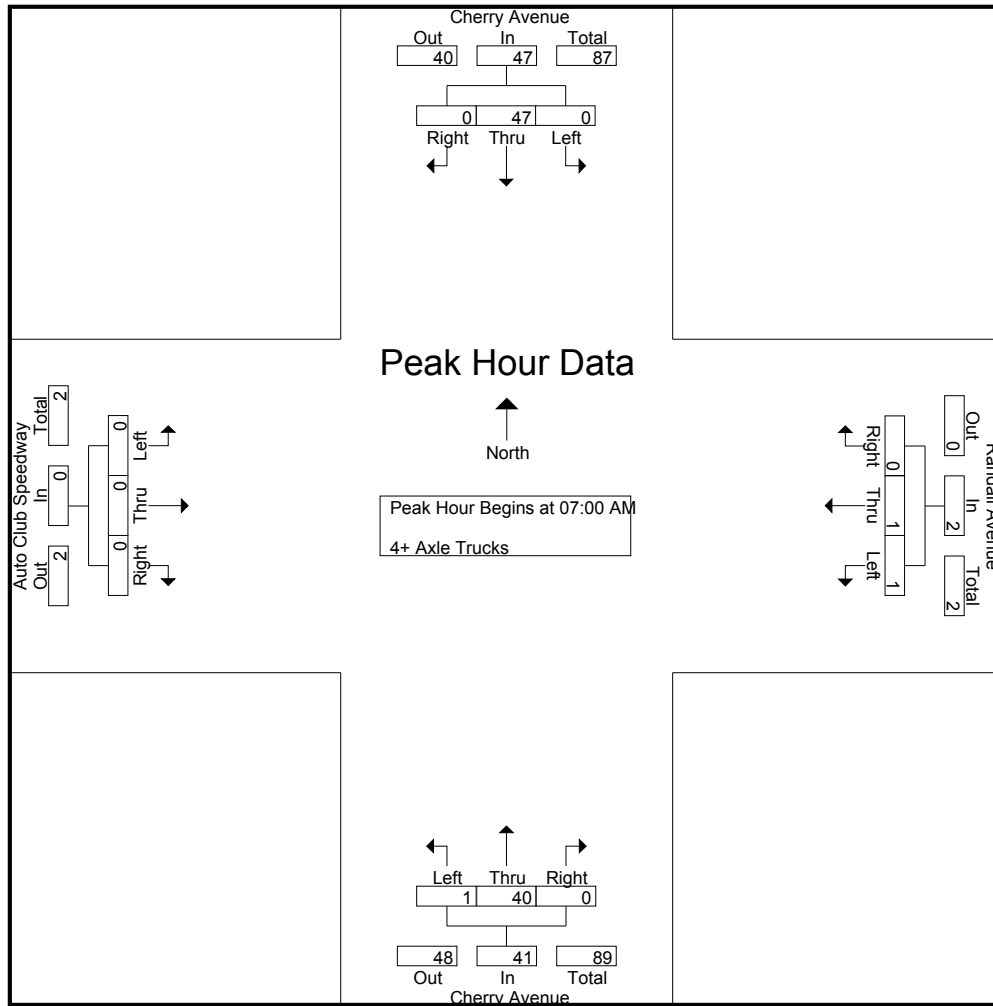 Cherry Avenue
Out In Total
40 47 87
0 47 0
Right Thru Left
Peak Hour Data
North
Peak Hour Begins at 07:00 AM
4+ Axle Trucks
Auto Club Speedway
Out In Total
2 0 2
Right Thru Left
0 0 0
Randall Avenue
Out In Total
0 2 2
Right Thru Left
0 1 1
Left Thru Right
1 40 0
48 41 89
Out In Total
Cherry Avenue